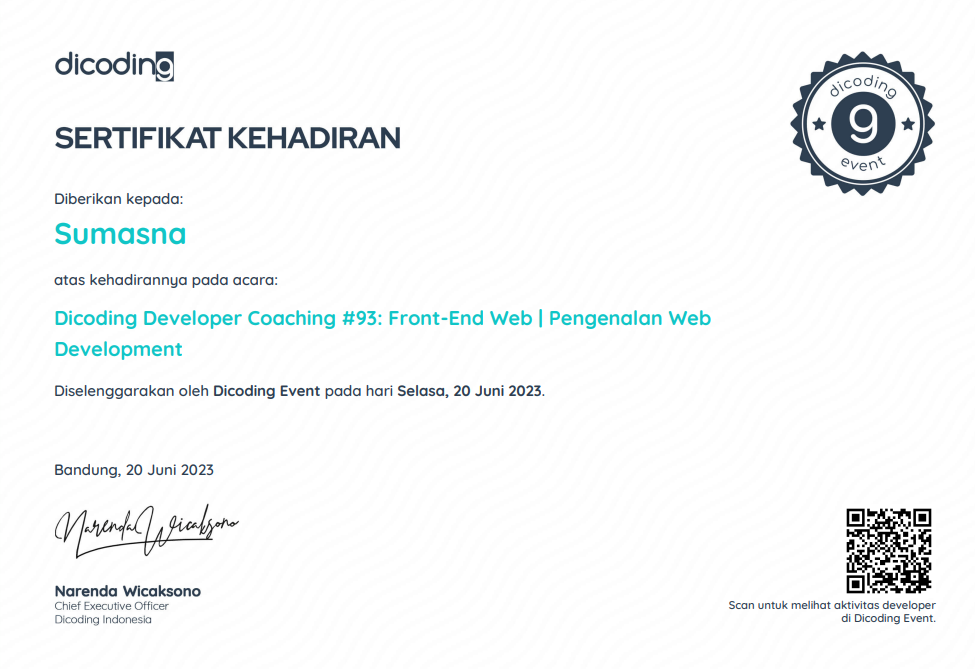 dicoding
dicoding
g
event
SERTIFIKAT KEHADIRAN
Diberikan kepada:
Sumasna
atas kehadirannya pada acara:
Dicoding Developer Coaching #93: Front-End Web | Pengenalan Web
Development
Diselenggarakan oleh Dicoding Event pada hari Selasa, 20 Juni 2023.
Bandung, 20 Juni 2023
Narenda Wicaksono
Narenda Wicaksono
Chief Executive Officer
Dicoding Indonesia
Scan untuk melihat aktivitas developer
di Dicoding Event.